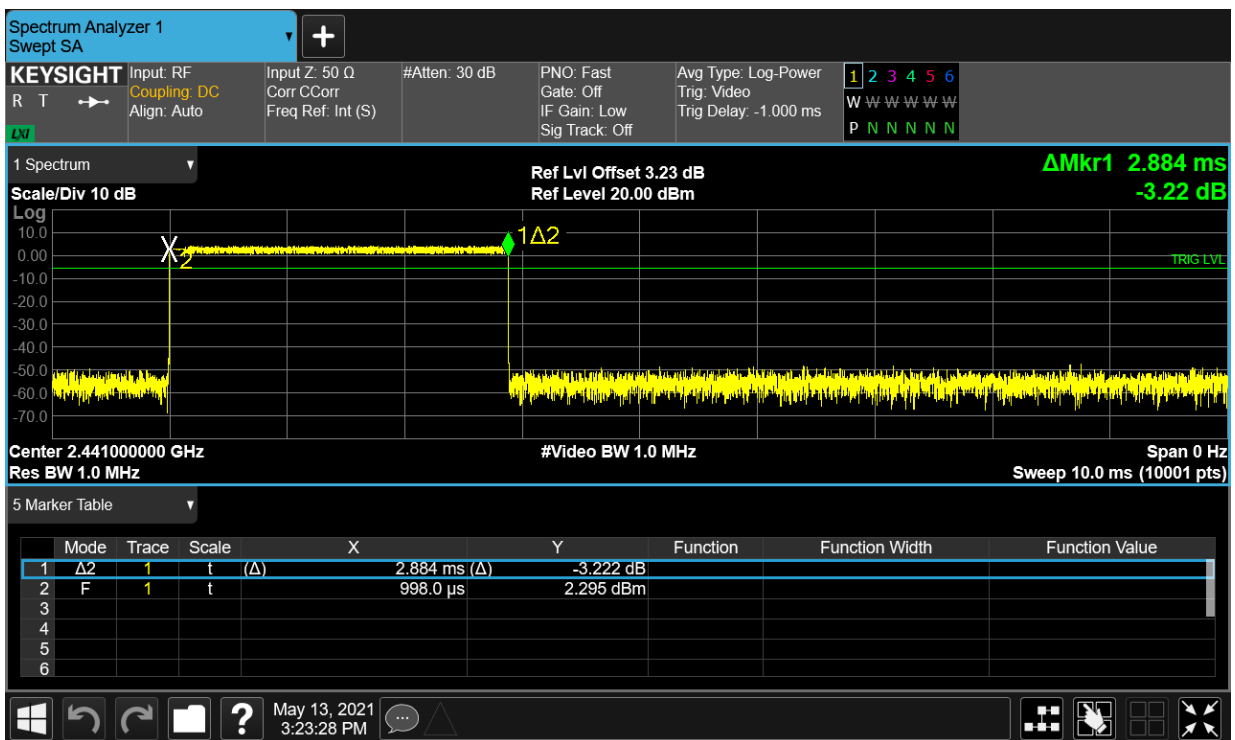 Spectrum Analyzer 1
Swept SA
+
KEYSIGHT
R T
LXI
Input: RF
Coupling: DC
Align: Auto
Input Z: 50 Ω
Corr CCorr
Freq Ref: Int (S)
#Atten: 30 dB
PNO: Fast
Gate: Off
IF Gain: Low
Sig Track: Off
Avg Type: Log-Power
Trig: Video
Trig Delay: -1.000 ms
1 2 3 4 5 6
W W W W W W
P N N N N N
1 Spectrum
Scale/Div 10 dB
Ref Lvl Offset 3.23 dB
Ref Level 20.00 dBm
ΔMkr1 2.884 ms
-3.22 dB
Log
10.0
0.00
-10.0
-20.0
-30.0
-40.0
-50.0
-60.0
-70.0
X
2
1Δ2
TRIG LVL
Center 2.441000000 GHz
#Video BW 1.0 MHz
Span 0 Hz
Res BW 1.0 MHz
Sweep 10.0 ms (10001 pts)
5 Marker Table
Mode Trace Scale X Y Function Function Width Function Value
1 Δ2 1 t (Δ) 2.884 ms (Δ) -3.222 dB
2 F 1 t 998.0 µs 2.295 dBm
3
4
5
6
?
May 13, 2021
3:23:28 PM